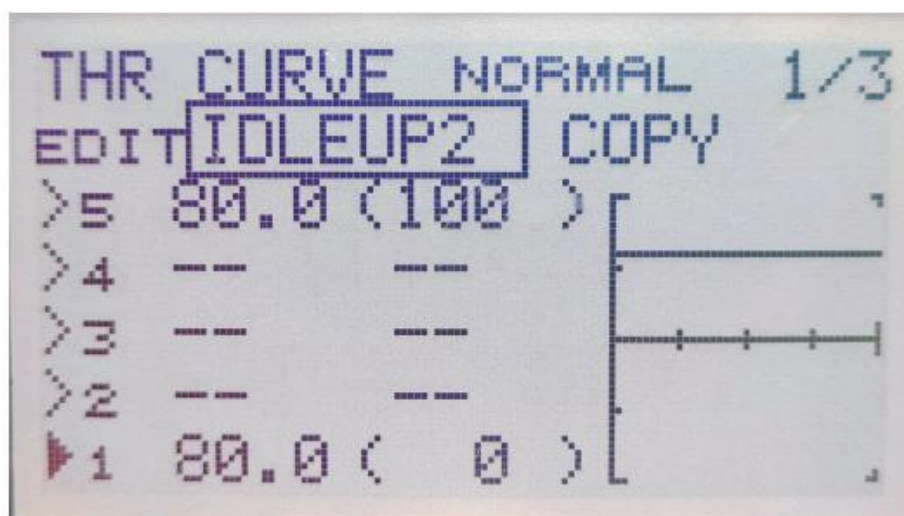 THR CURVE NORMAL 1/3
EDIT IDLEUP2 COPY
>5 80.0 (100 )
>4 -- --
>3 -- --
>2 -- --
▶1 80.0 ( 0 )